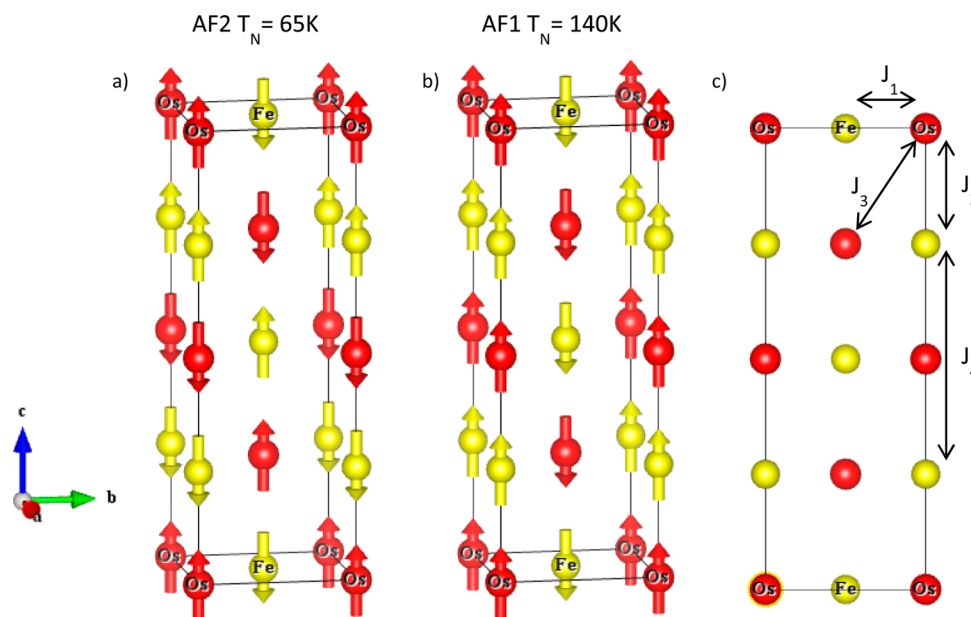 AF2 T_N = 65K
AF1 T_N = 140K
a)
b)
c)
Os
Os
Fe
Os
Os
Os
Os
Fe
Os
Os
J_1
Os
Fe
Os
J_3
J
J
c
b
a
Os
Os
Fe
Os
Os
Os
Os
Fe
Os
Os
Os
Fe
Os